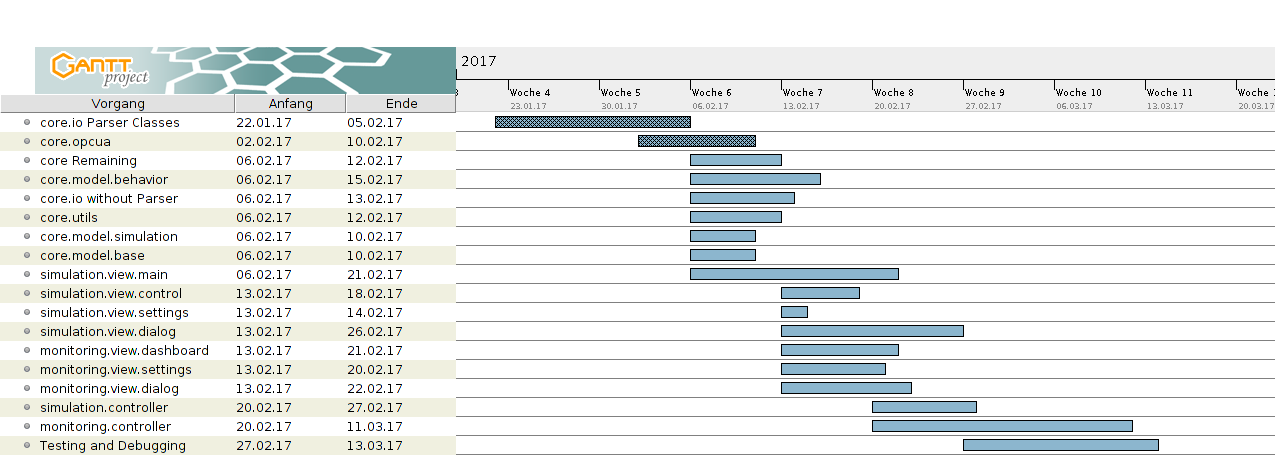 GANTT
project
2017
3 Woche 4 Woche 5 Woche 6 Woche 7 Woche 8 Woche 9 Woche 10 Woche 11 Woche 1
23.01.17 30.01.17 06.02.17 13.02.17 20.02.17 27.02.17 06.03.17 13.03.17 20.03.17
Vorgang Anfang Ende
core.io Parser Classes 22.01.17 05.02.17
core.opcua 02.02.17 10.02.17
core Remaining 06.02.17 12.02.17
core.model.behavior 06.02.17 15.02.17
core.io without Parser 06.02.17 13.02.17
core.utils 06.02.17 12.02.17
core.model.simulation 06.02.17 10.02.17
core.model.base 06.02.17 10.02.17
simulation.view.main 06.02.17 21.02.17
simulation.view.control 13.02.17 18.02.17
simulation.view.settings 13.02.17 14.02.17
simulation.view.dialog 13.02.17 26.02.17
monitoring.view.dashboard 13.02.17 21.02.17
monitoring.view.settings 13.02.17 20.02.17
monitoring.view.dialog 13.02.17 22.02.17
simulation.controller 20.02.17 27.02.17
monitoring.controller 20.02.17 11.03.17
Testing and Debugging 27.02.17 13.03.17